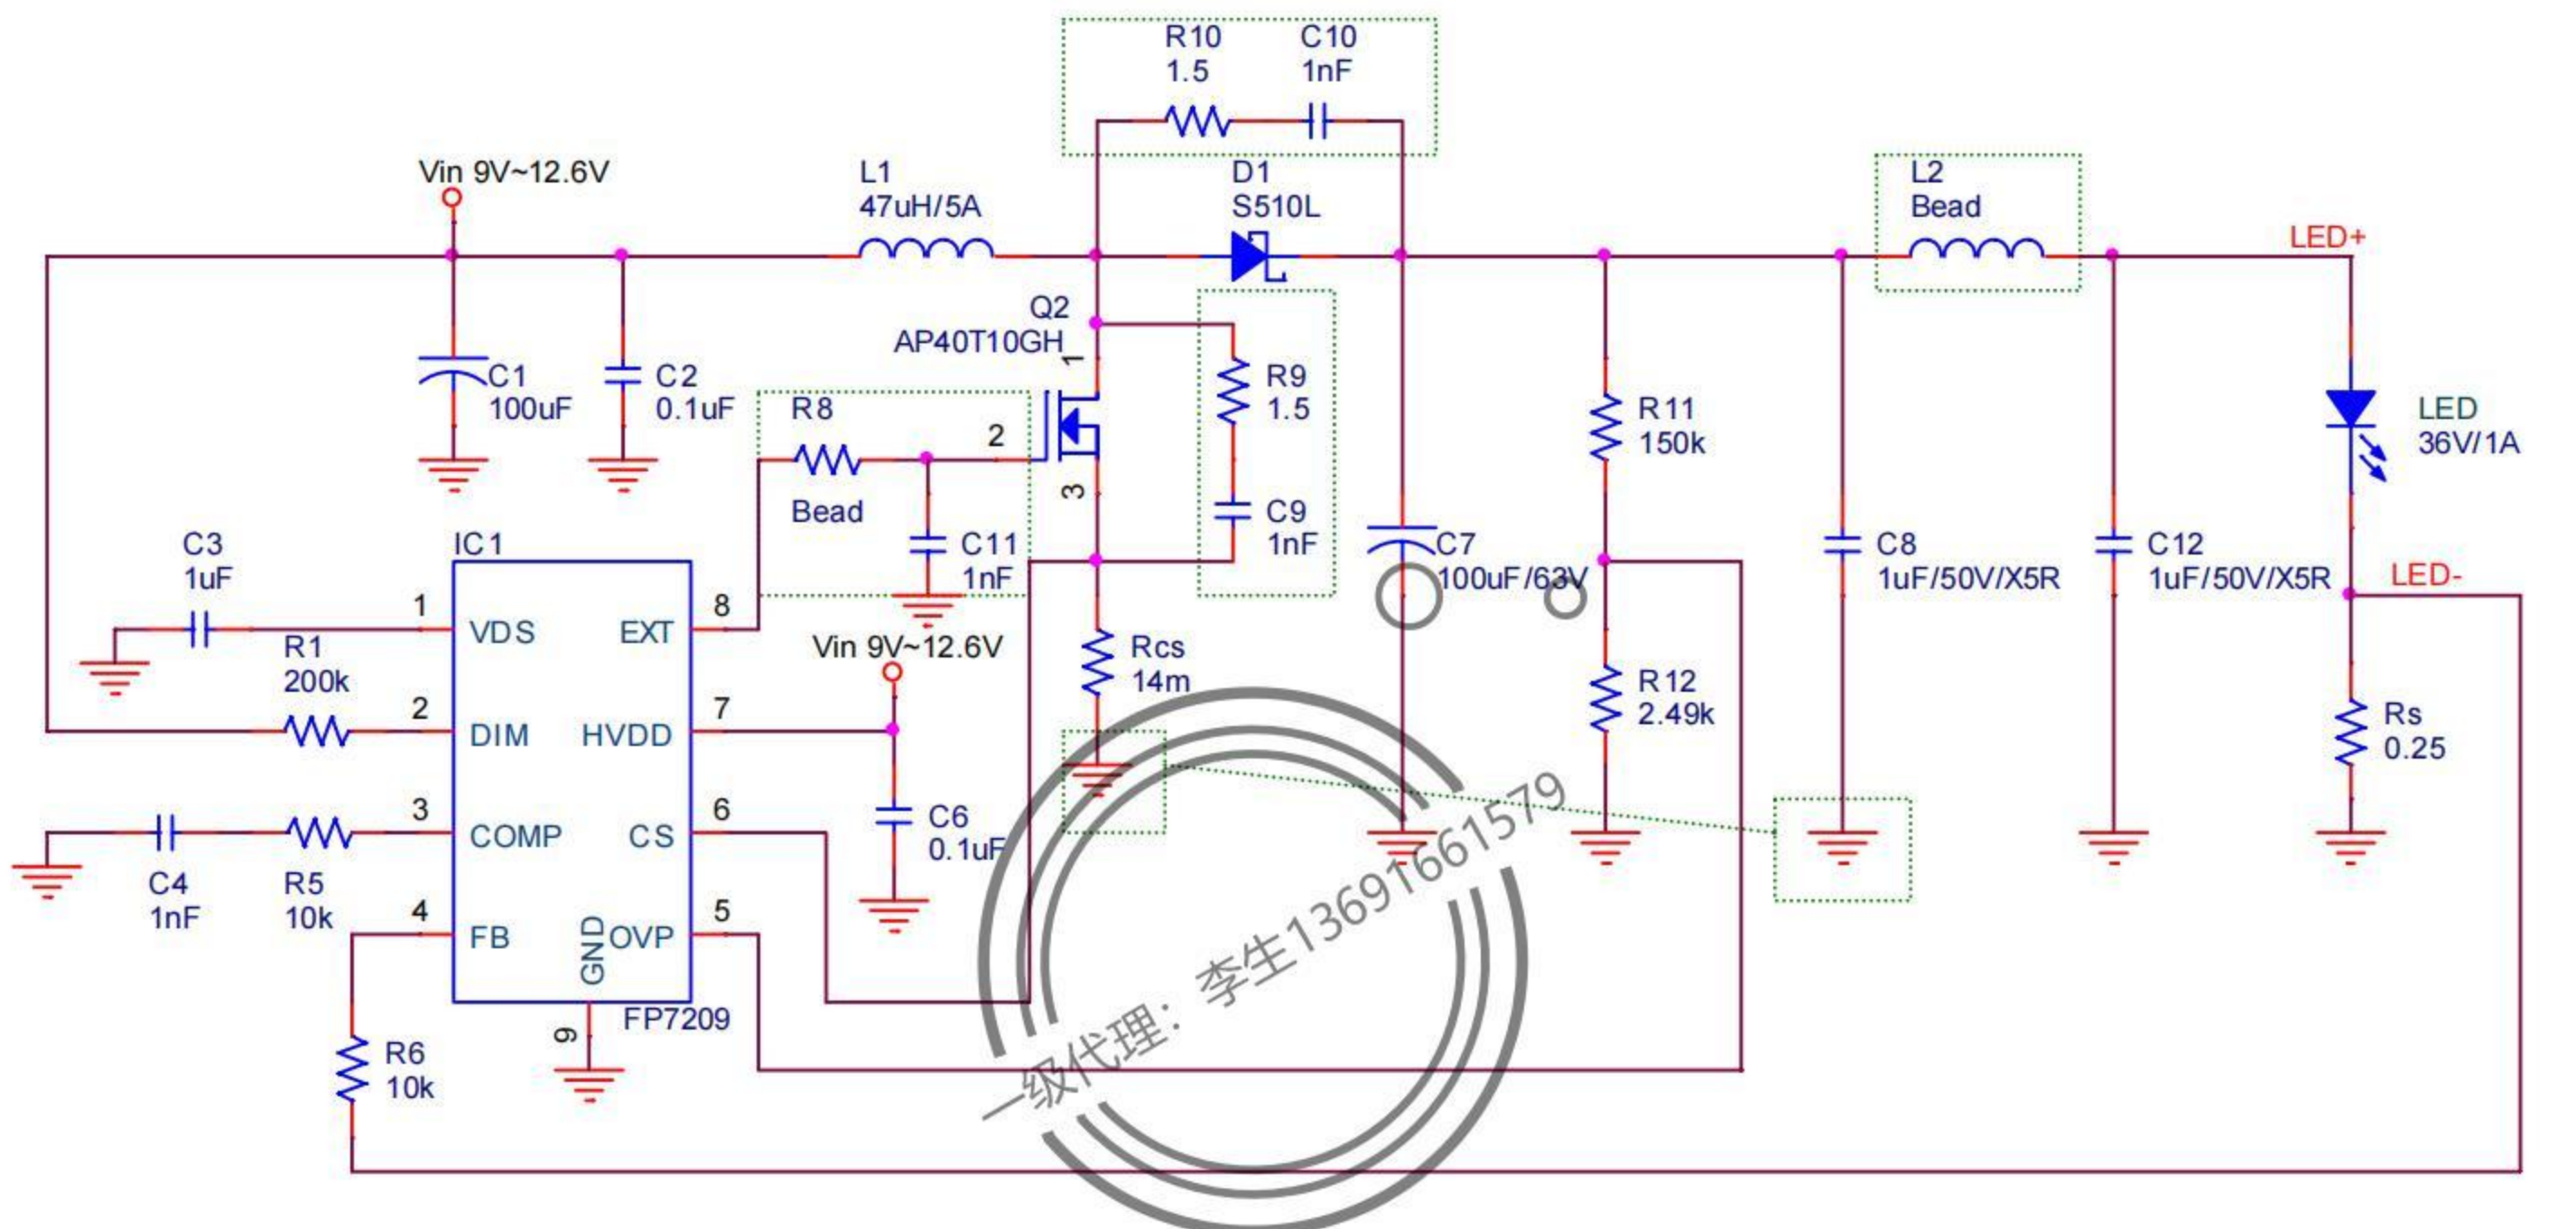 R10
1.5
C10
1nF
Vin 9V~12.6V
L1
47uH/5A
D1
S510L
L2
Bead
LED+
Q2
AP40T10GH
1
2
3
C1
100uF
C2
0.1uF
R8
Bead
C11
1nF
R9
1.5
C9
1nF
C7
100uF/63V
R11
150k
C8
1uF/50V/X5R
C12
1uF/50V/X5R
LED
36V/1A
LED-
C3
1uF
IC1
1
VDS
EXT
8
R1
200k
2
DIM
HVDD
7
Vin 9V~12.6V
Rcs
14m
R12
2.49k
Rs
0.25
3
COMP
CS
6
C6
0.1uF
C4
1nF
R5
10k
4
FB
GND
OVP
5
9
FP7209
R6
10k
一级代理：李生13691661579